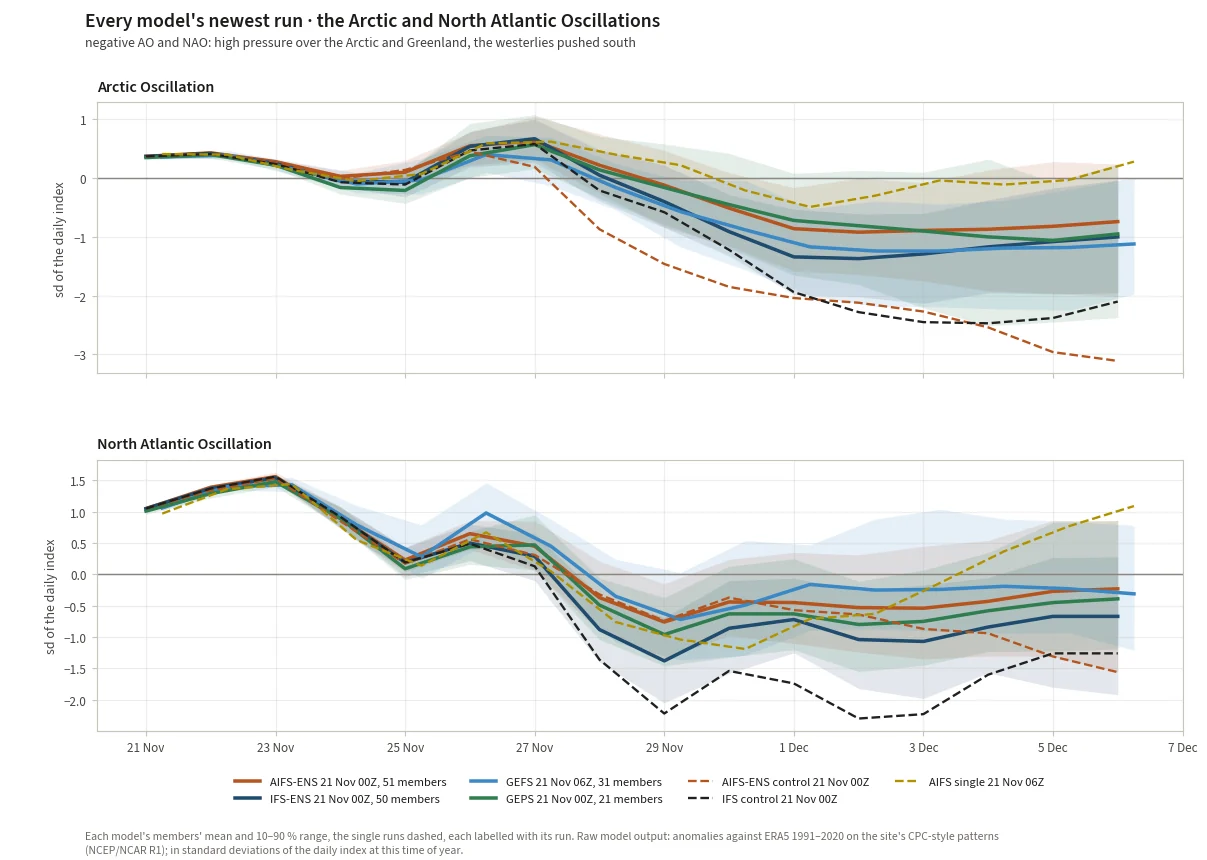 Every model's newest run · the Arctic and North Atlantic Oscillations
negative AO and NAO: high pressure over the Arctic and Greenland, the westerlies pushed south
Arctic Oscillation
sd of the daily index
1
0
−1
−2
−3
North Atlantic Oscillation
sd of the daily index
1.5
1.0
0.5
0.0
−0.5
−1.0
−1.5
−2.0
21 Nov 23 Nov 25 Nov 27 Nov 29 Nov 1 Dec 3 Dec 5 Dec 7 Dec
AIFS-ENS 21 Nov 00Z, 51 members GEFS 21 Nov 06Z, 31 members AIFS-ENS control 21 Nov 00Z AIFS single 21 Nov 06Z
IFS-ENS 21 Nov 00Z, 50 members GEPS 21 Nov 00Z, 21 members IFS control 21 Nov 00Z
Each model's members' mean and 10–90 % range, the single runs dashed, each labelled with its run. Raw model output: anomalies against ERA5 1991–2020 on the site's CPC-style patterns
(NCEP/NCAR R1); in standard deviations of the daily index at this time of year.